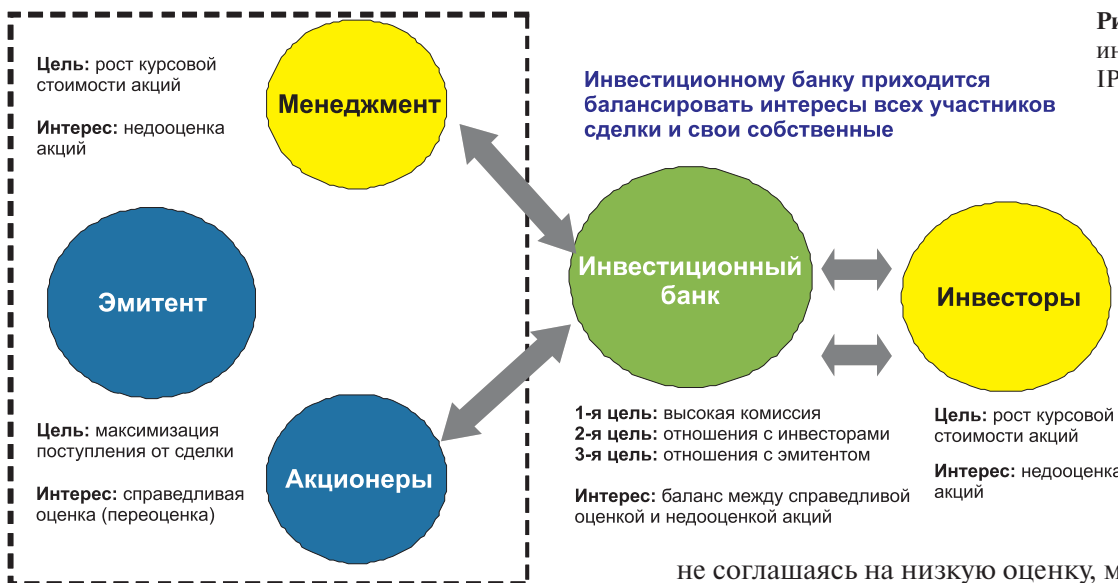 Ри
ин
IP
Цель: рост курсовой
стоимости акций
Интерес: недооценка
акций
Менеджмент
Инвестиционному банку приходится
балансировать интересы всех участников
сделки и свои собственные
Эмитент
Инвестиционный
банк
Инвесторы
Цель: максимизация
поступления от сделки
Интерес: справедливая
оценка (переоценка)
Акционеры
1-я цель: высокая комиссия
2-я цель: отношения с инвесторами
3-я цель: отношения с эмитентом
Интерес: баланс между справедливой
оценкой и недооценкой акций
Цель: рост курсовой
стоимости акций
Интерес: недооценка
акций
не соглашаясь на низкую оценку, м